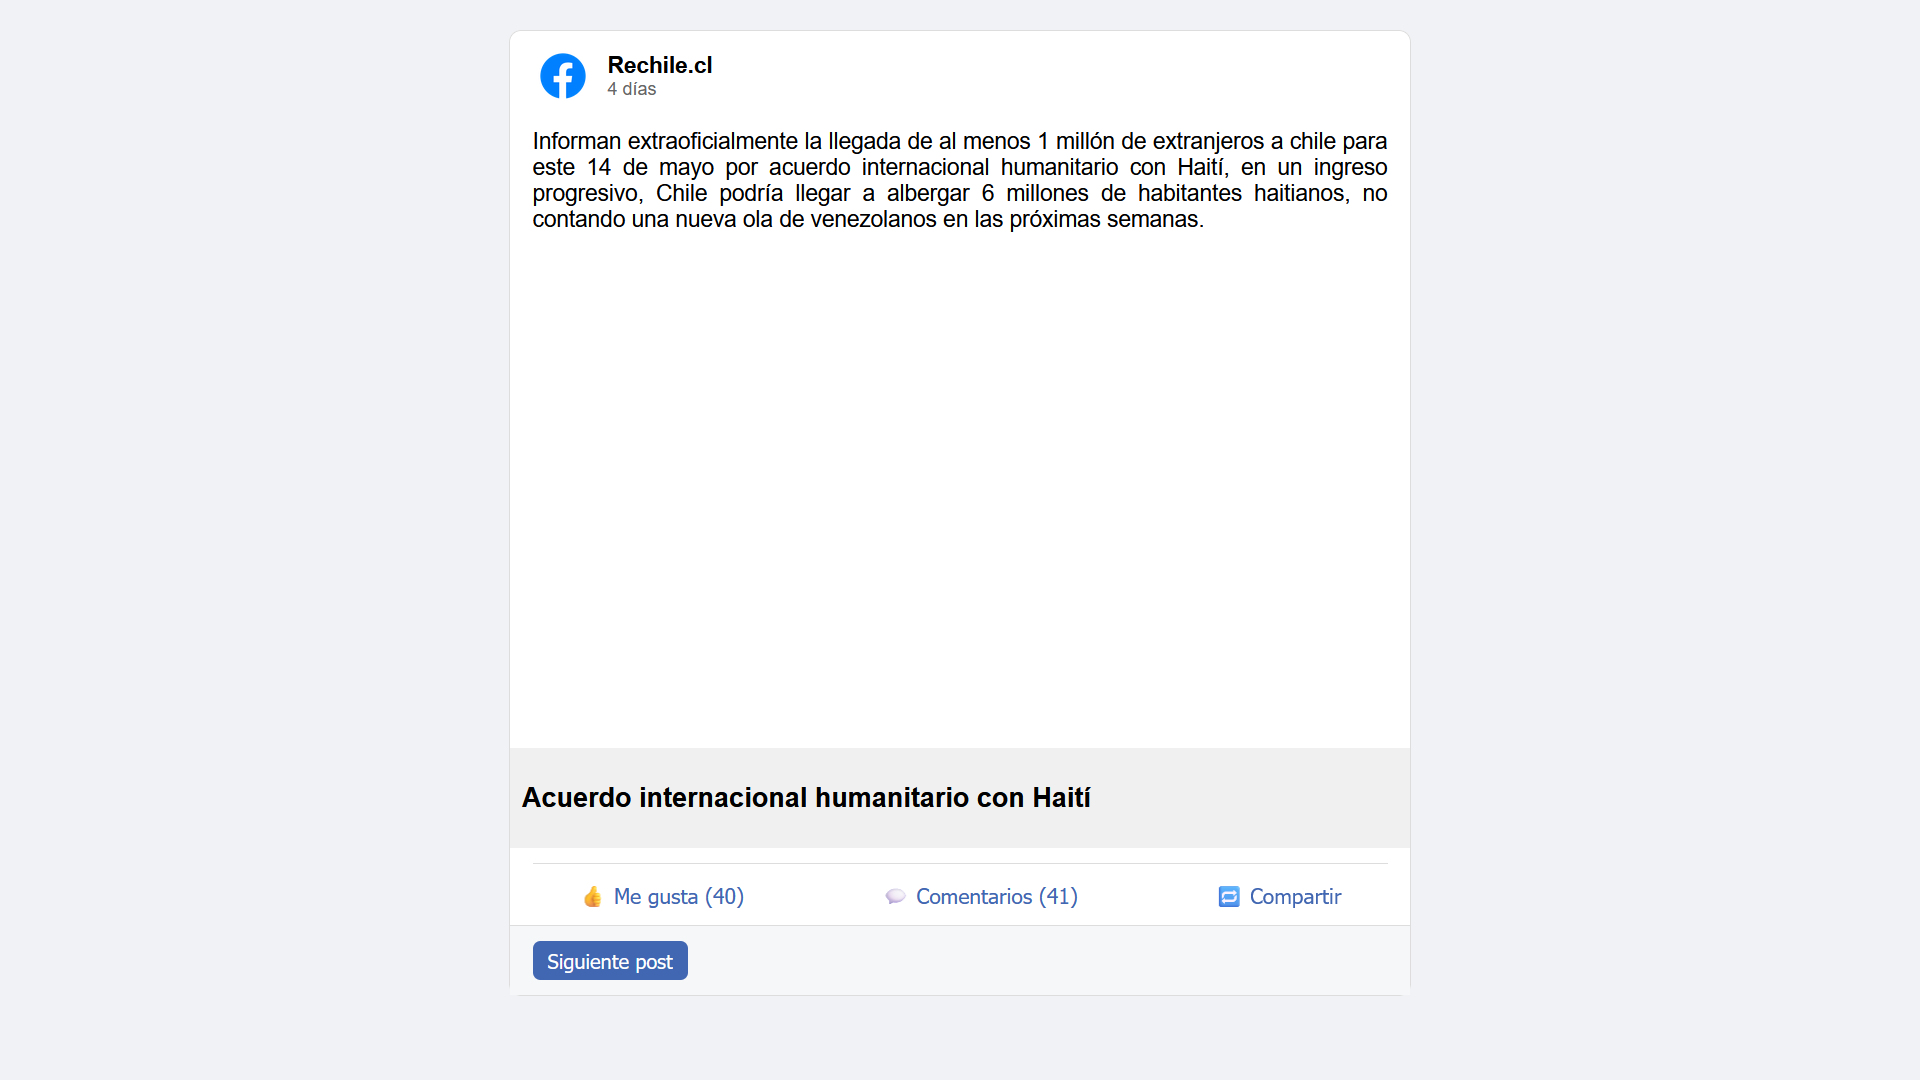 Rechile.cl
4 días
Informan extraoficialmente la llegada de al menos 1 millón de extranjeros a chile para
este 14 de mayo por acuerdo internacional humanitario con Haití, en un ingreso
progresivo, Chile podría llegar a albergar 6 millones de habitantes haitianos, no
contando una nueva ola de venezolanos en las próximas semanas.
Acuerdo internacional humanitario con Haití
👍 Me gusta (40) 💬 Comentarios (41) 🔁 Compartir
Siguiente post